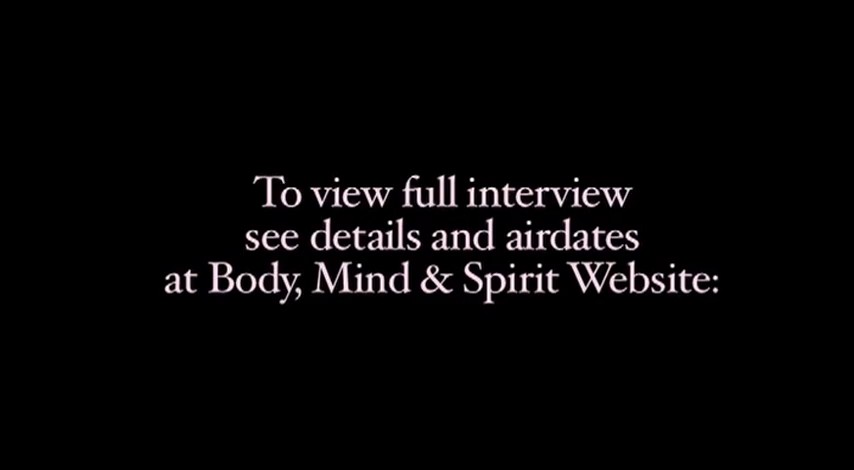 To view full interview
see details and airdates
at Body, Mind & Spirit Website: